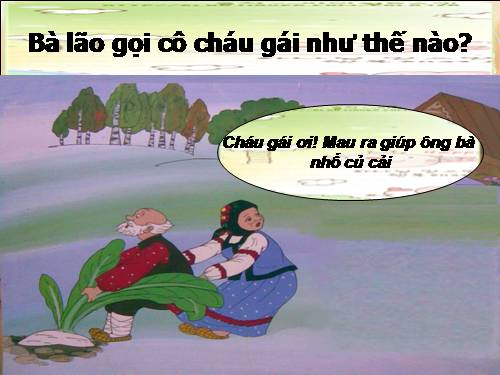 Bà lão gọi cô cháu gái như thế nào?
Cháu gái ơi! Mau ra giúp ông bà
nhổ củ cải